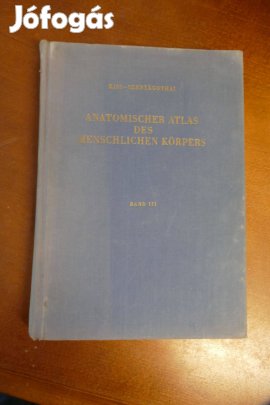 Jófogás
KISS-SZENTÁGOTHAI
ANATOMISCHER ATLAS
DES
MENSCHLICHEN KÖRPERS
BAND III